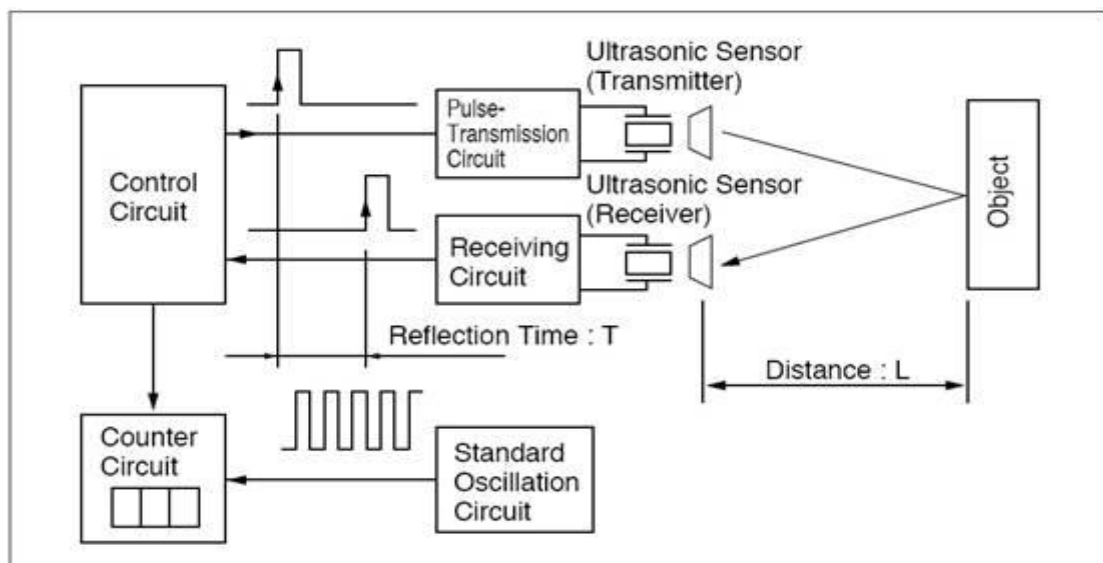 Ultrasonic Sensor
(Transmitter)
Pulse-
Transmission
Circuit
Control
Circuit
Ultrasonic Sensor
(Receiver)
Receiving
Circuit
Object
Reflection Time : T
Distance : L
Counter
Circuit
Standard
Oscillation
Circuit